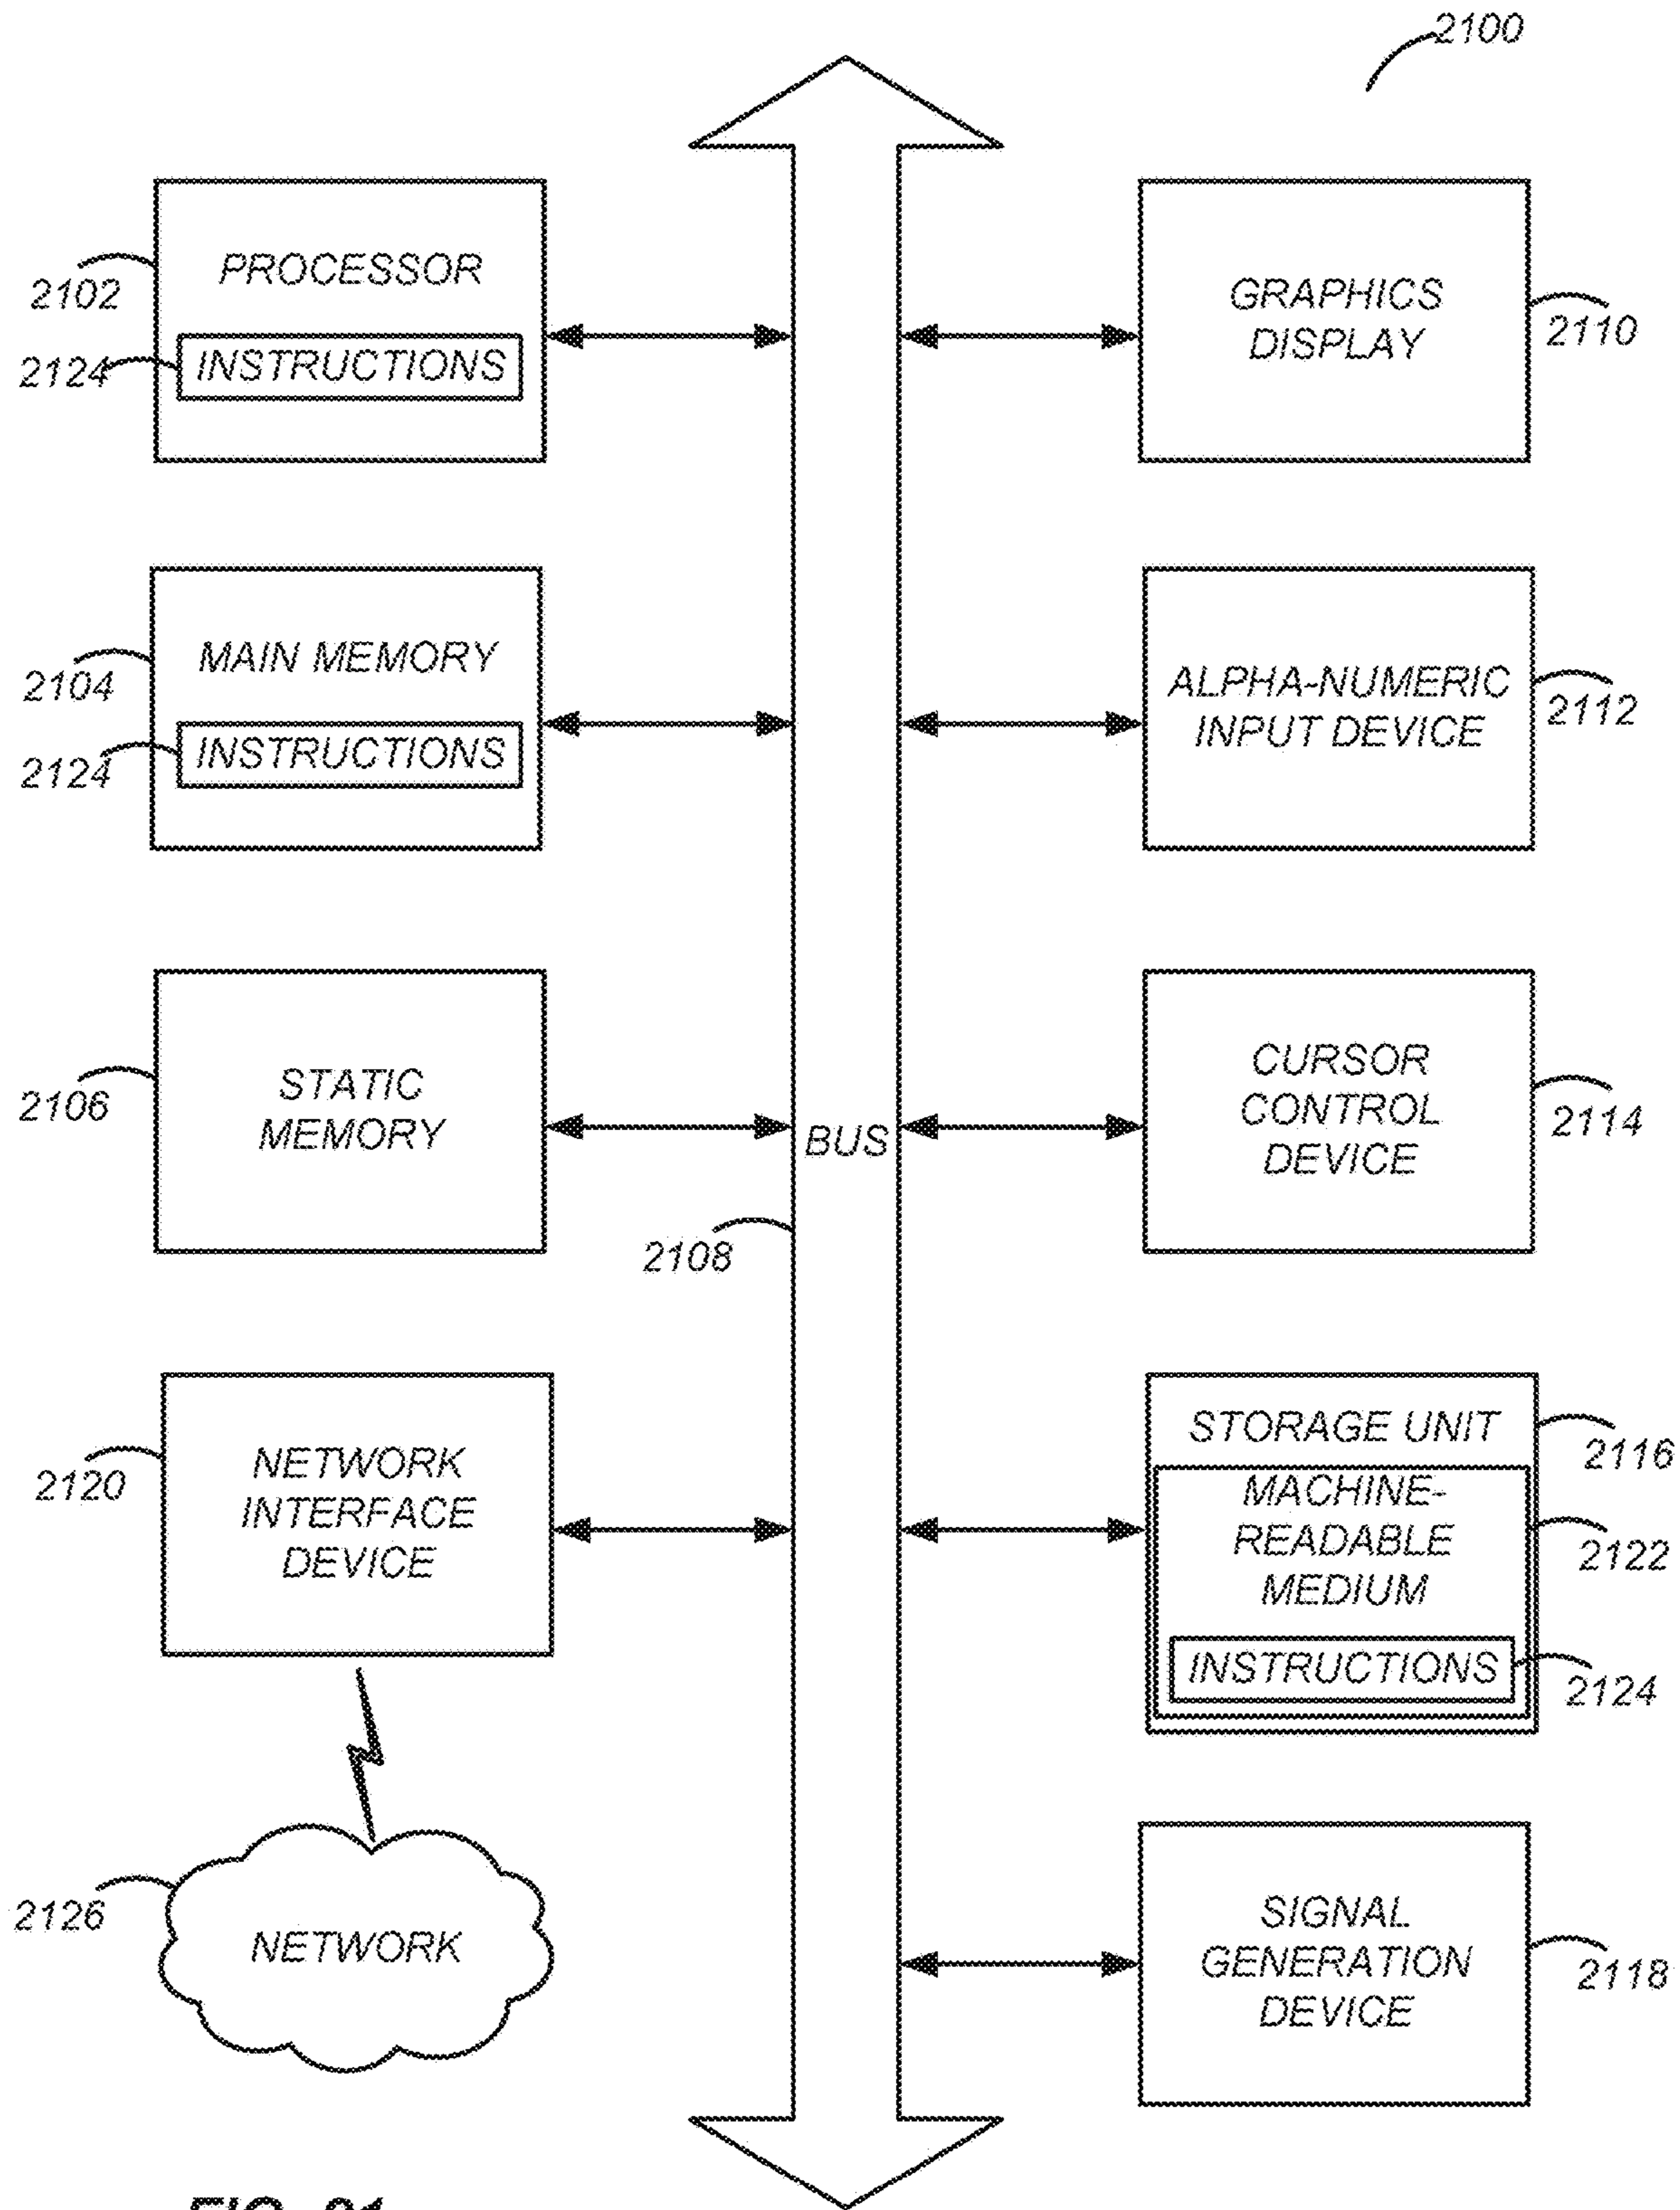 2100
PROCESSOR
2102
2124
INSTRUCTIONS
GRAPHICS
DISPLAY
2110
MAIN MEMORY
2104
2124
INSTRUCTIONS
ALPHA-NUMERIC
INPUT DEVICE
2112
STATIC
MEMORY
2106
BUS
2108
CURSOR
CONTROL
DEVICE
2114
NETWORK
INTERFACE
DEVICE
2120
STORAGE UNIT
2116
MACHINE-
READABLE
MEDIUM
2122
INSTRUCTIONS
2124
NETWORK
2126
SIGNAL
GENERATION
DEVICE
2118
FIG. 21